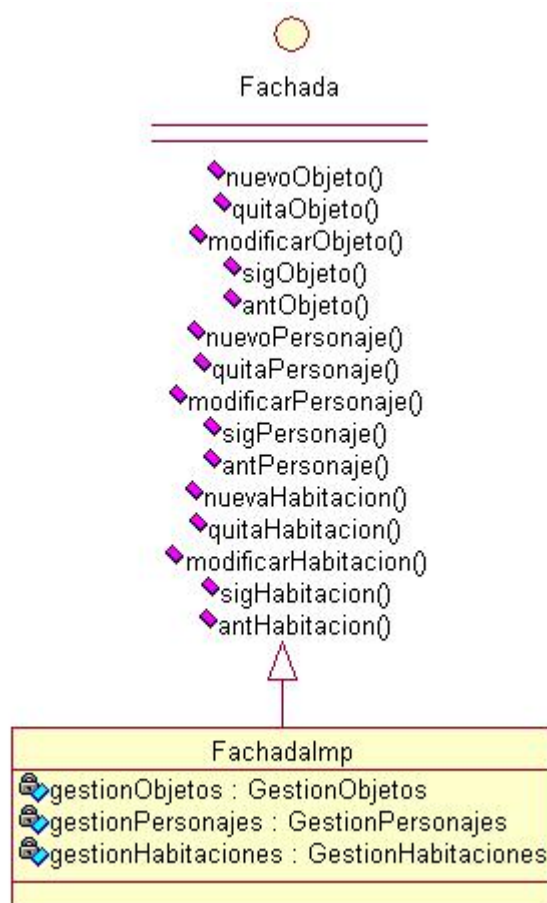 Fachada
nuevoObjeto()
quitaObjeto()
modificarObjeto()
sigObjeto()
antObjeto()
nuevoPersonaje()
quitaPersonaje()
modificarPersonaje()
sigPersonaje()
antPersonaje()
nuevaHabitacion()
quitaHabitacion()
modificarHabitacion()
sigHabitacion()
antHabitacion()
FachadaImp
gestionObjetos : GestionObjetos
gestionPersonajes : GestionPersonajes
gestionHabitaciones : GestionHabitaciones